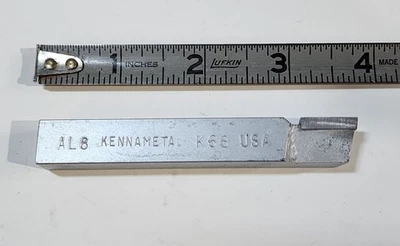 1 INCHES 2 LUFKIN 3 4 MADE
AL8 KENNAMETAL K68 USA